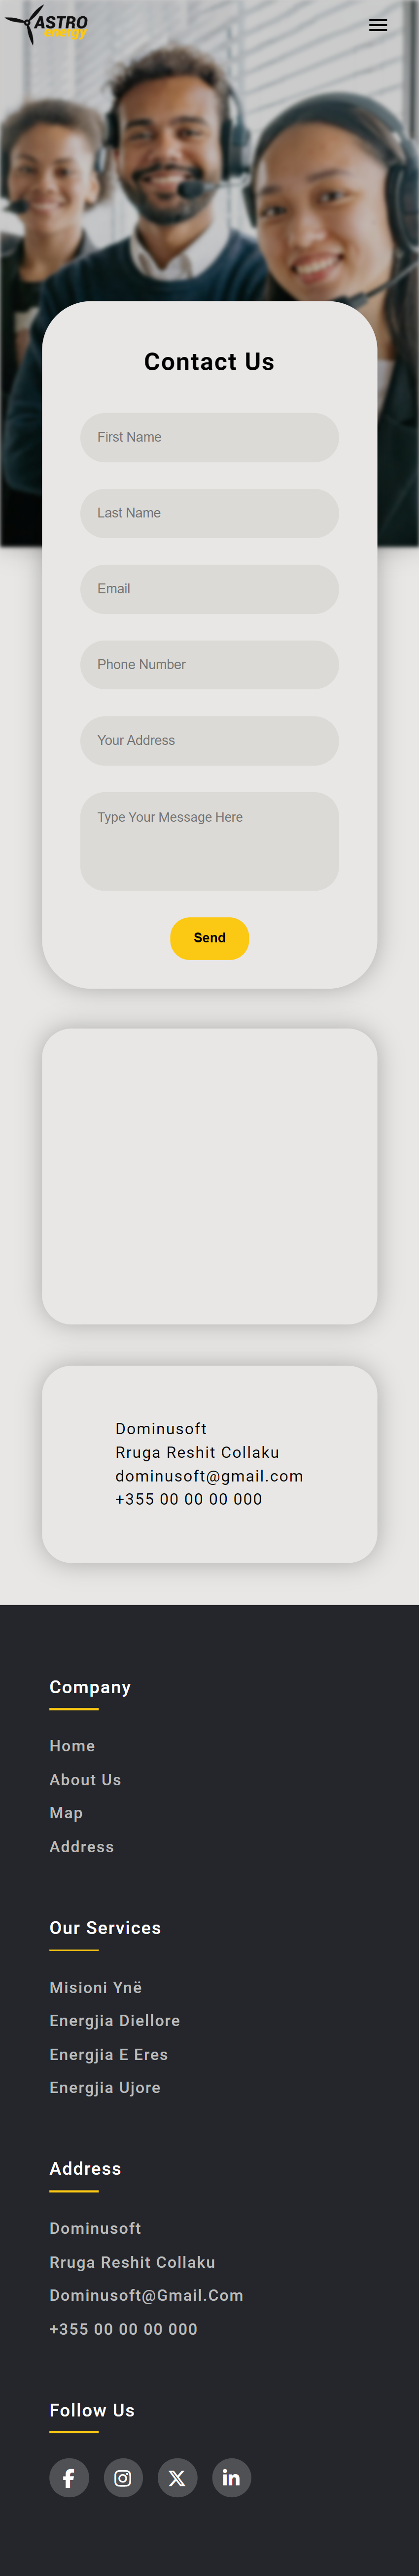 ASTRO
energy
Contact Us
First Name
Last Name
Email
Phone Number
Your Address
Type Your Message Here
Send
Dominusoft
Rruga Reshit Collaku
dominusoft@gmail.com
+355 00 00 00 000
Company
Home
About Us
Map
Address
Our Services
Misioni Ynë
Energjia Diellore
Energjia E Eres
Energjia Ujore
Address
Dominusoft
Rruga Reshit Collaku
Dominusoft@Gmail.Com
+355 00 00 00 000
Follow Us